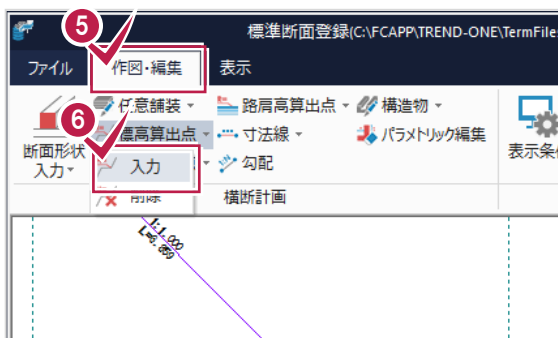 標準断面登録(C:\FCAPP\TREND-ONE\TermFiles
5
ファイル 作図・編集 表示
任意舗装 路肩高算出点 構造物
6
標高算出点 寸法線 パラメトリック編集
断面形状 入力 勾配 表示条件
入力
削除 横断計画
1:1.000
L=6.859